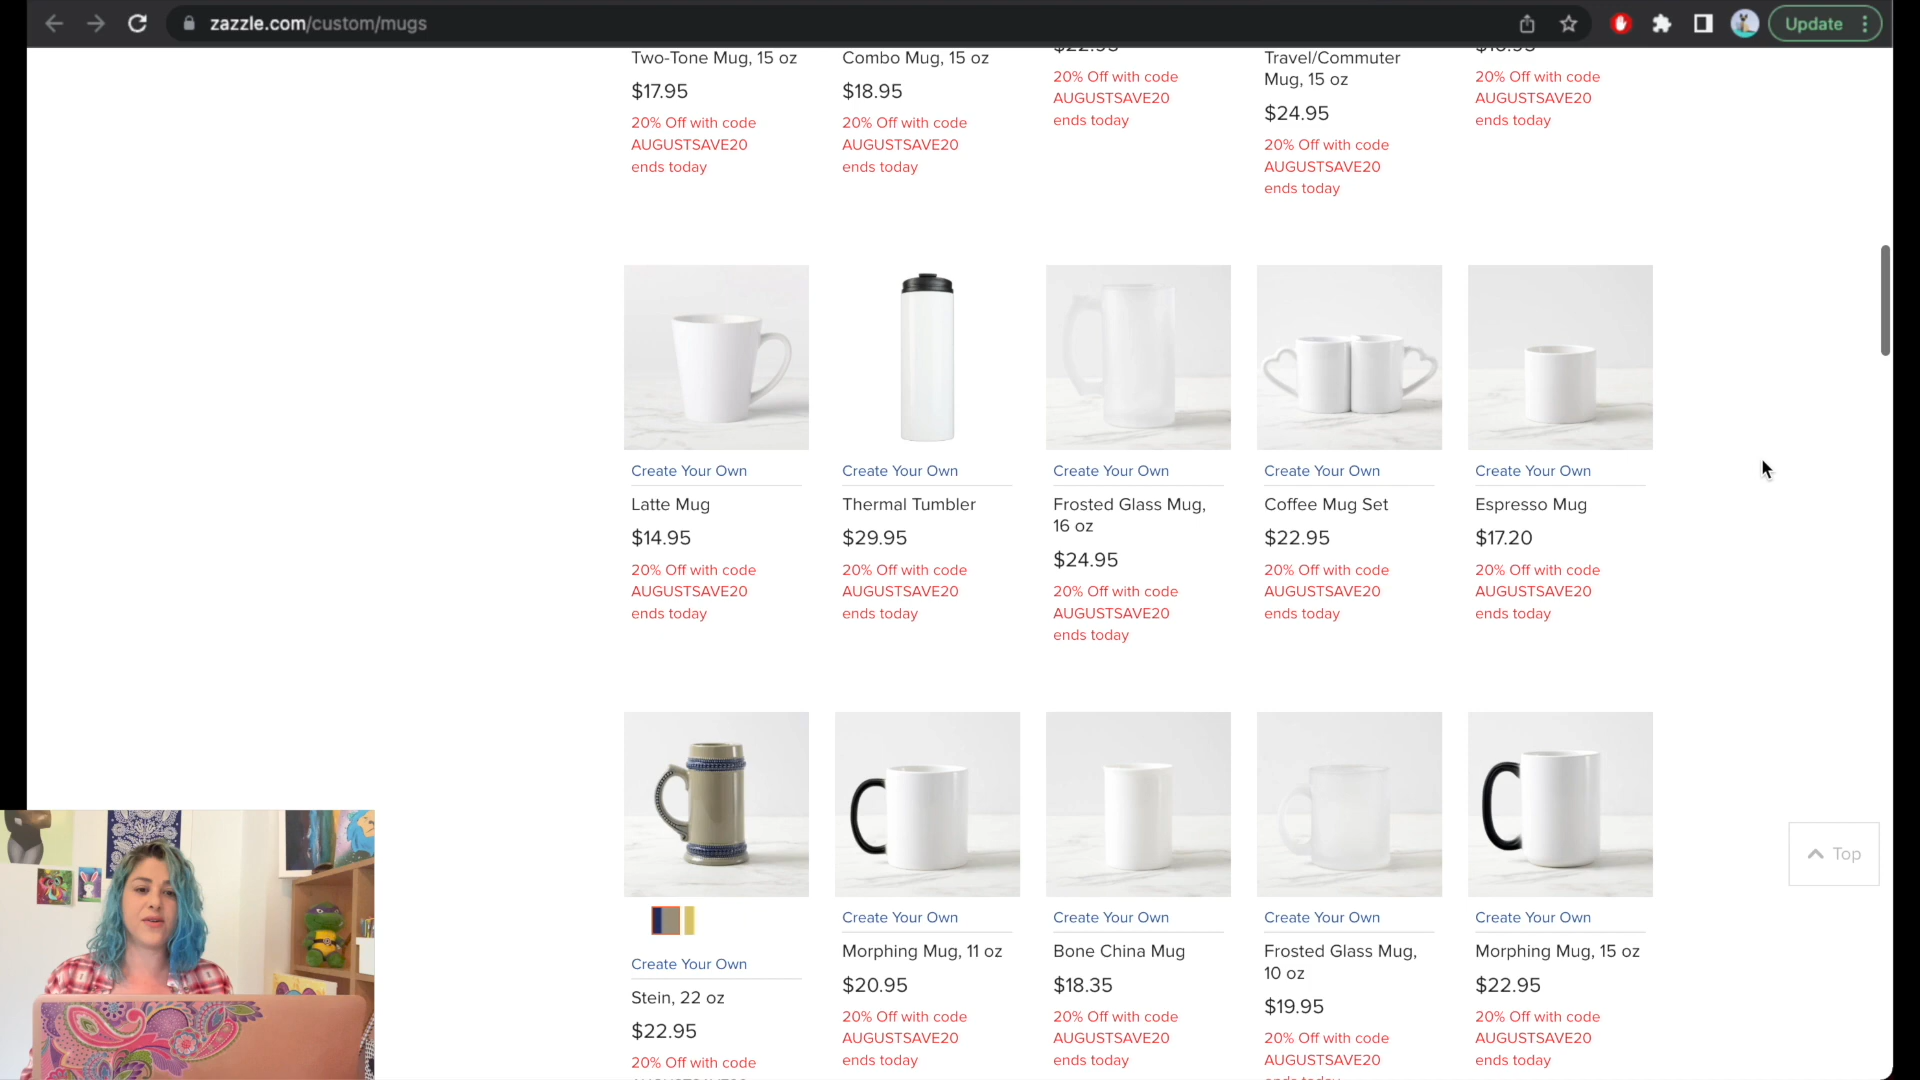 zazzle.com/custom/mugs
Update
Two-Tone Mug, 15 oz
$17.95
20% Off with code
AUGUSTSAVE20
ends today
Combo Mug, 15 oz
$18.95
20% Off with code
AUGUSTSAVE20
ends today
20% Off with code
AUGUSTSAVE20
ends today
Travel/Commuter
Mug, 15 oz
$24.95
20% Off with code
AUGUSTSAVE20
ends today
20% Off with code
AUGUSTSAVE20
ends today
Create Your Own
Latte Mug
$14.95
20% Off with code
AUGUSTSAVE20
ends today
Create Your Own
Thermal Tumbler
$29.95
20% Off with code
AUGUSTSAVE20
ends today
Create Your Own
Frosted Glass Mug,
16 oz
$24.95
20% Off with code
AUGUSTSAVE20
ends today
Create Your Own
Coffee Mug Set
$22.95
20% Off with code
AUGUSTSAVE20
ends today
Create Your Own
Espresso Mug
$17.20
20% Off with code
AUGUSTSAVE20
ends today
Create Your Own
Stein, 22 oz
$22.95
20% Off with code
Create Your Own
Morphing Mug, 11 oz
$20.95
20% Off with code
AUGUSTSAVE20
ends today
Create Your Own
Bone China Mug
$18.35
20% Off with code
AUGUSTSAVE20
ends today
Create Your Own
Frosted Glass Mug,
10 oz
$19.95
20% Off with code
AUGUSTSAVE20
Create Your Own
Morphing Mug, 15 oz
$22.95
20% Off with code
AUGUSTSAVE20
ends today
Top